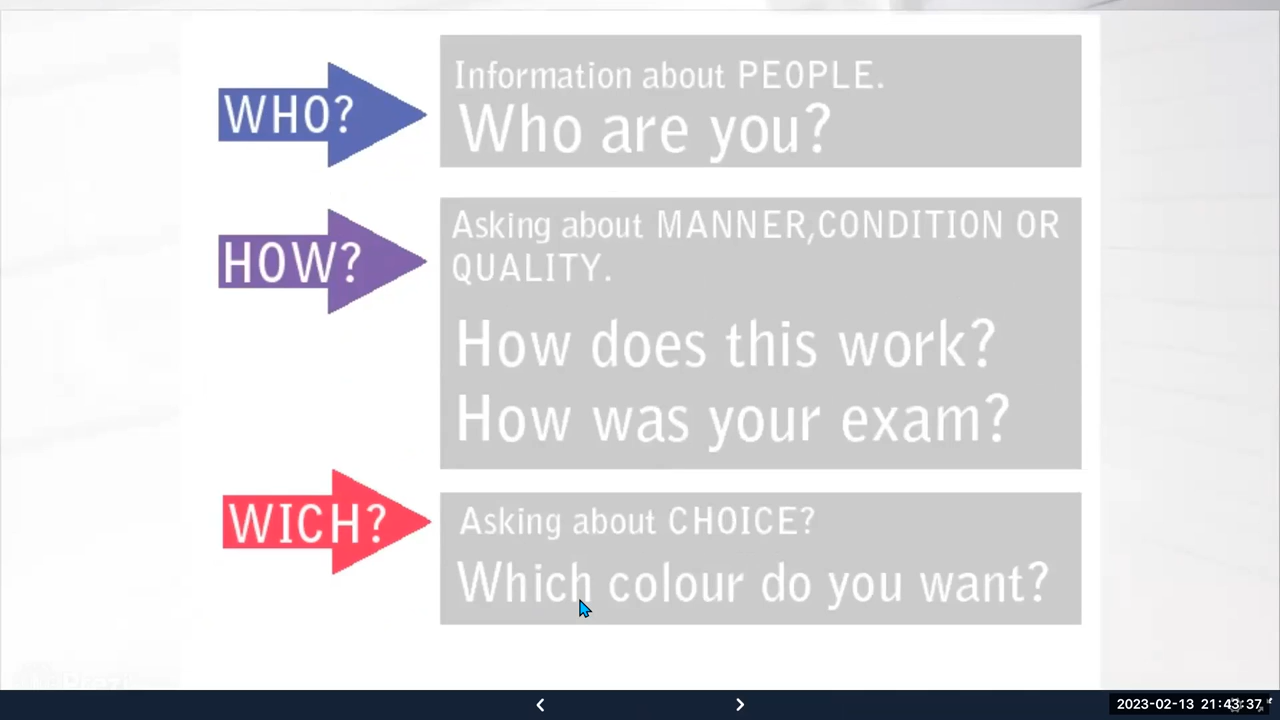 WHO?
Information about PEOPLE.
Who are you?
HOW?
Asking about MANNER,CONDITION OR
QUALITY.
How does this work?
How was your exam?
WICH?
Asking about CHOICE?
Which colour do you want?
2023-02-13 21:43:37